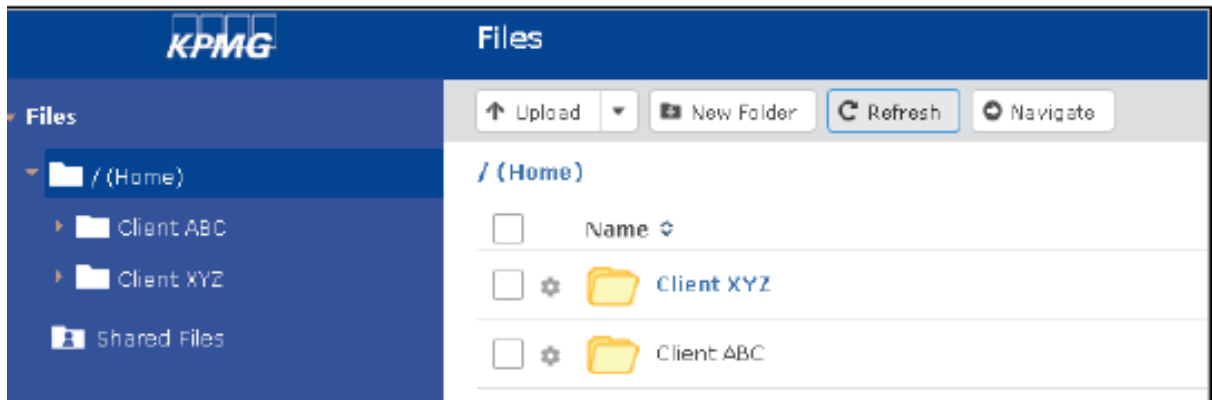 KPMG
Files
Files
/ (Home)
Client ABC
Client XYZ
Shared Files
Upload New Folder Refresh Navigate
/ (Home)
Name
Client XYZ
Client ABC